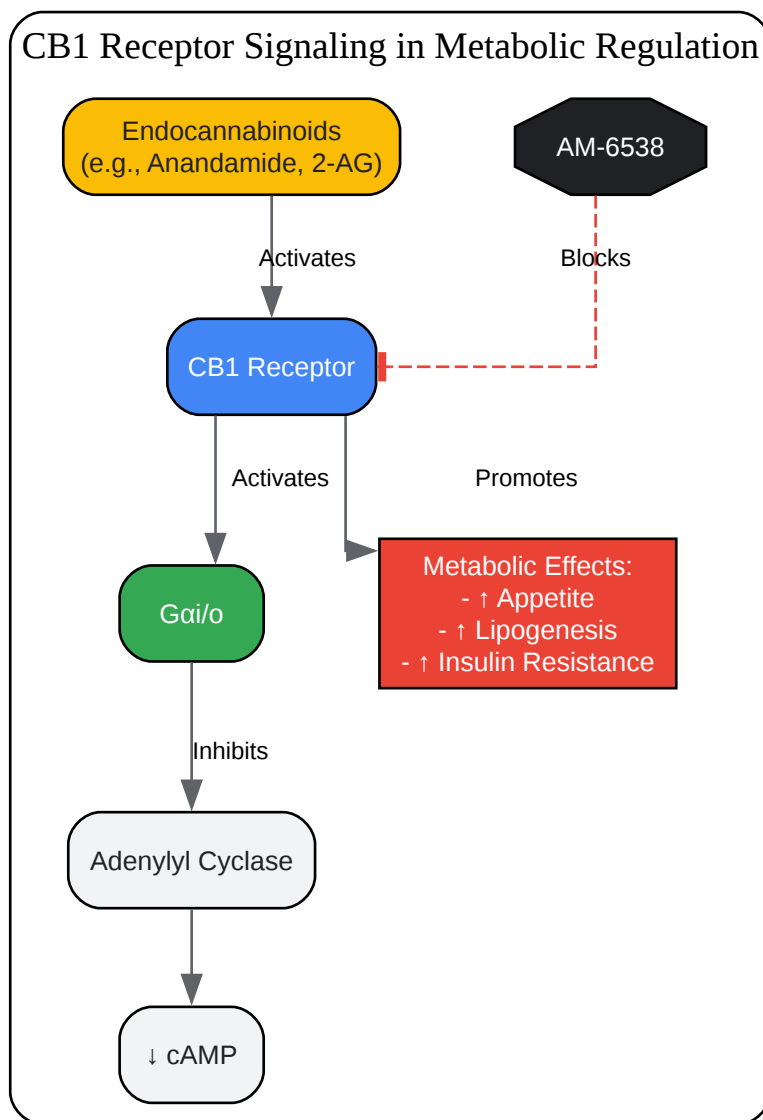 CB1 Receptor Signaling in Metabolic Regulation
Endocannabinoids
(e.g., Anandamide, 2-AG)
AM-6538
Activates
Blocks
CB1 Receptor
Activates
Promotes
Gαi/o
Metabolic Effects:
- ↑ Appetite
- ↑ Lipogenesis
- ↑ Insulin Resistance
Inhibits
Adenylyl Cyclase
↓ cAMP